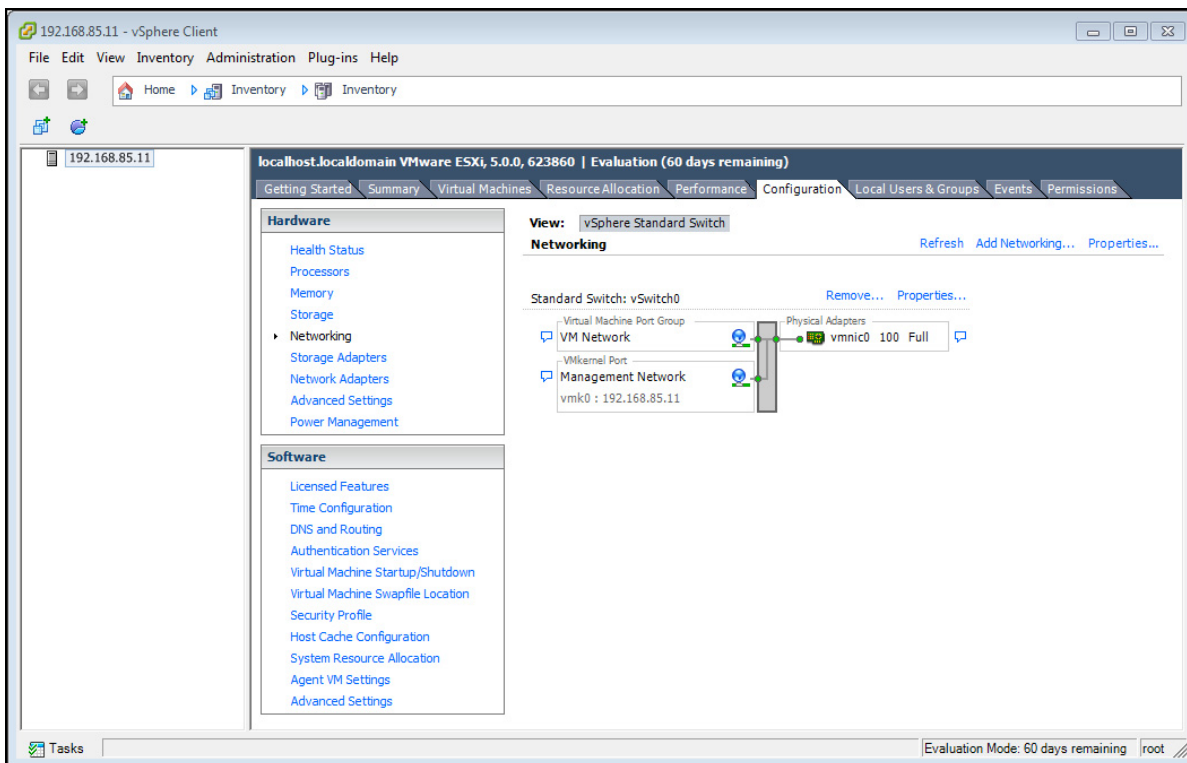 192.168.85.11 - vSphere Client
File Edit View Inventory Administration Plug-ins Help
Home Inventory Inventory
192.168.85.11
localhost.localdomain VMware ESXi, 5.0.0, 623860 | Evaluation (60 days remaining)
Getting Started Summary Virtual Machines Resource Allocation Performance Configuration Local Users & Groups Events Permissions
Hardware
Health Status
Processors
Memory
Storage
Networking
Storage Adapters
Network Adapters
Advanced Settings
Power Management
Software
Licensed Features
Time Configuration
DNS and Routing
Authentication Services
Virtual Machine Startup/Shutdown
Virtual Machine Swapfile Location
Security Profile
Host Cache Configuration
System Resource Allocation
Agent VM Settings
Advanced Settings
View: vSphere Standard Switch
Networking Refresh Add Networking... Properties...
Standard Switch: vSwitch0 Remove... Properties...
Virtual Machine Port Group Physical Adapters
VM Network vmnic0 100 Full
VMkernel Port
Management Network
vmk0 : 192.168.85.11
Tasks Evaluation Mode: 60 days remaining root